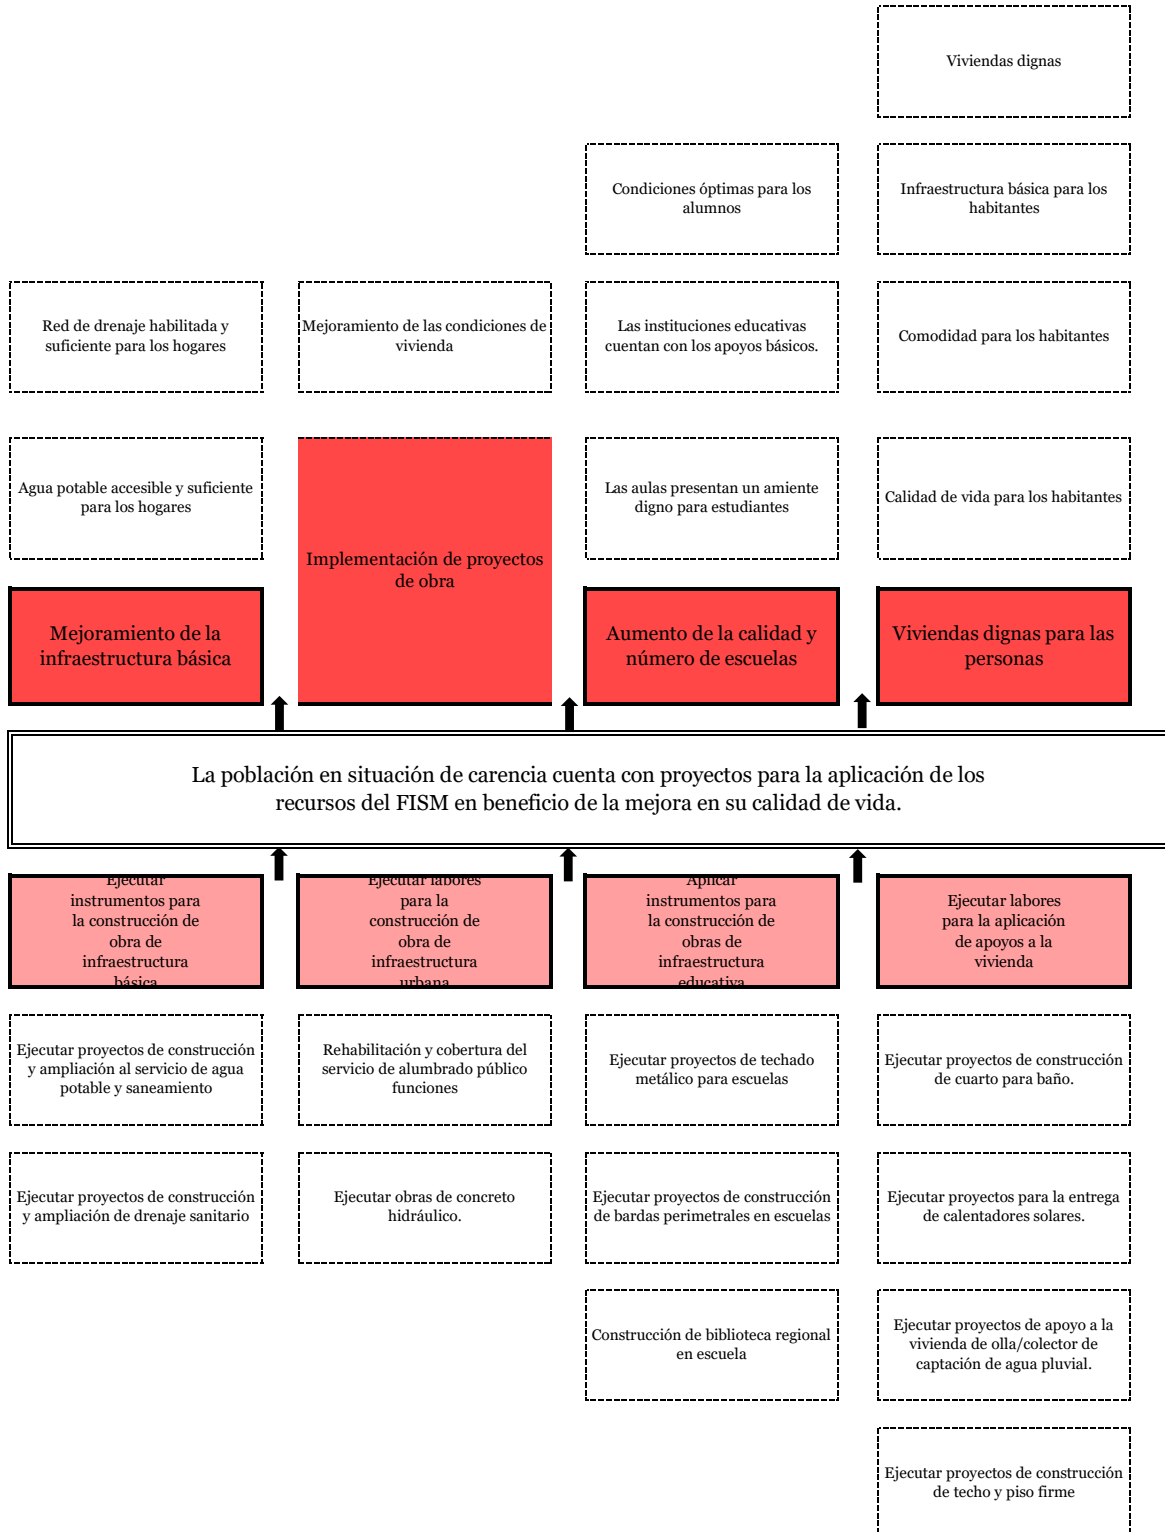 Viviendas dignas
Condiciones óptimas para los
alumnos
Infraestructura básica para los
habitantes
Red de drenaje habilitada y
suficiente para los hogares
Mejoramiento de las condiciones de
vivienda
Las instituciones educativas
cuentan con los apoyos básicos.
Comodidad para los habitantes
Agua potable accesible y suficiente
para los hogares
Implementación de proyectos
de obra
Las aulas presentan un amiente
digno para estudiantes
Calidad de vida para los habitantes
Mejoramiento de la
infraestructura básica
Aumento de la calidad y
número de escuelas
Viviendas dignas para las
personas
La población en situación de carencia cuenta con proyectos para la aplicación de los
recursos del FISM en beneficio de la mejora en su calidad de vida.
Ejecutar
instrumentos para
la construcción de
obra de
infraestructura
básica
Ejecutar labores
para la
construcción de
obra de
infraestructura
urbana
Aplicar
instrumentos para
la construcción de
obras de
infraestructura
educativa
Ejecutar labores
para la aplicación
de apoyos a la
vivienda
Ejecutar proyectos de construcción
y ampliación al servicio de agua
potable y saneamiento
Rehabilitación y cobertura del
servicio de alumbrado público
funciones
Ejecutar proyectos de techado
metálico para escuelas
Ejecutar proyectos de construcción
de cuarto para baño.
Ejecutar proyectos de construcción
y ampliación de drenaje sanitario
Ejecutar obras de concreto
hidráulico.
Ejecutar proyectos de construcción
de bardas perimetrales en escuelas
Ejecutar proyectos para la entrega
de calentadores solares.
Construcción de biblioteca regional
en escuela
Ejecutar proyectos de apoyo a la
vivienda de olla/colector de
captación de agua pluvial.
Ejecutar proyectos de construcción
de techo y piso firme